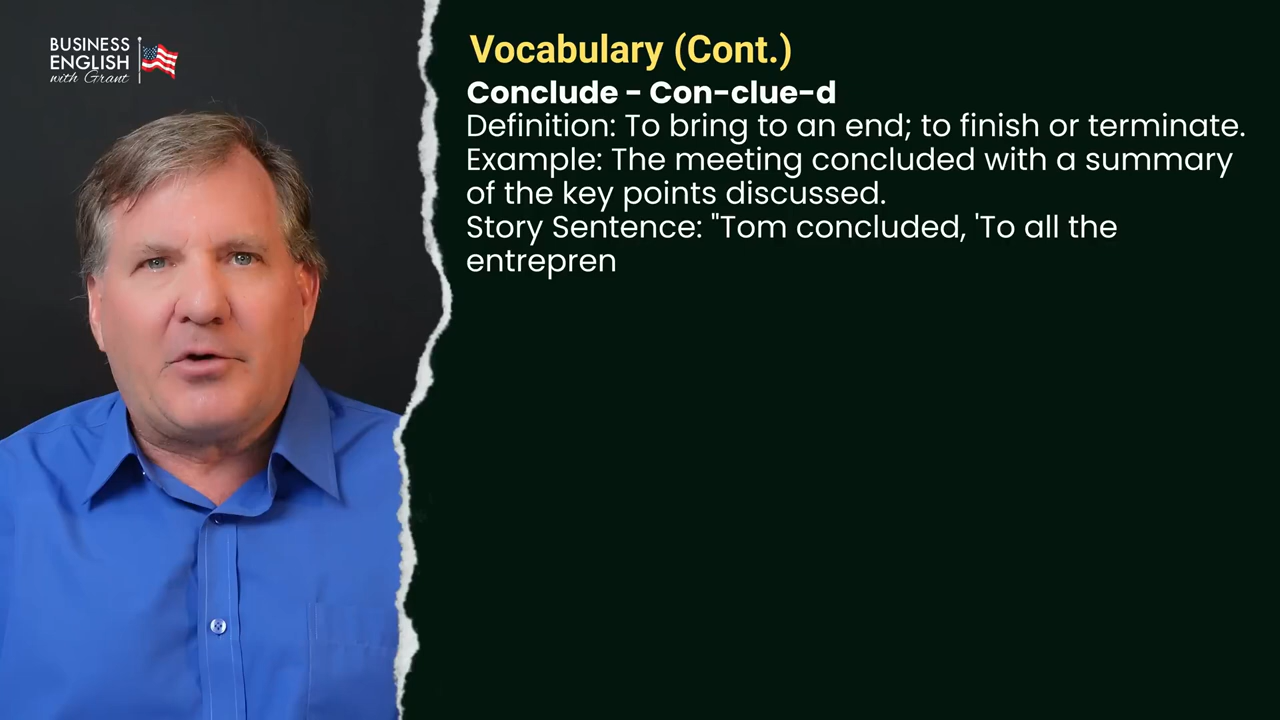 BUSINESS
ENGLISH
with Grant
Vocabulary (Cont.)
Conclude - Con-clue-d
Definition: To bring to an end; to finish or terminate.
Example: The meeting concluded with a summary
of the key points discussed.
Story Sentence: "Tom concluded, 'To all the
entrepren